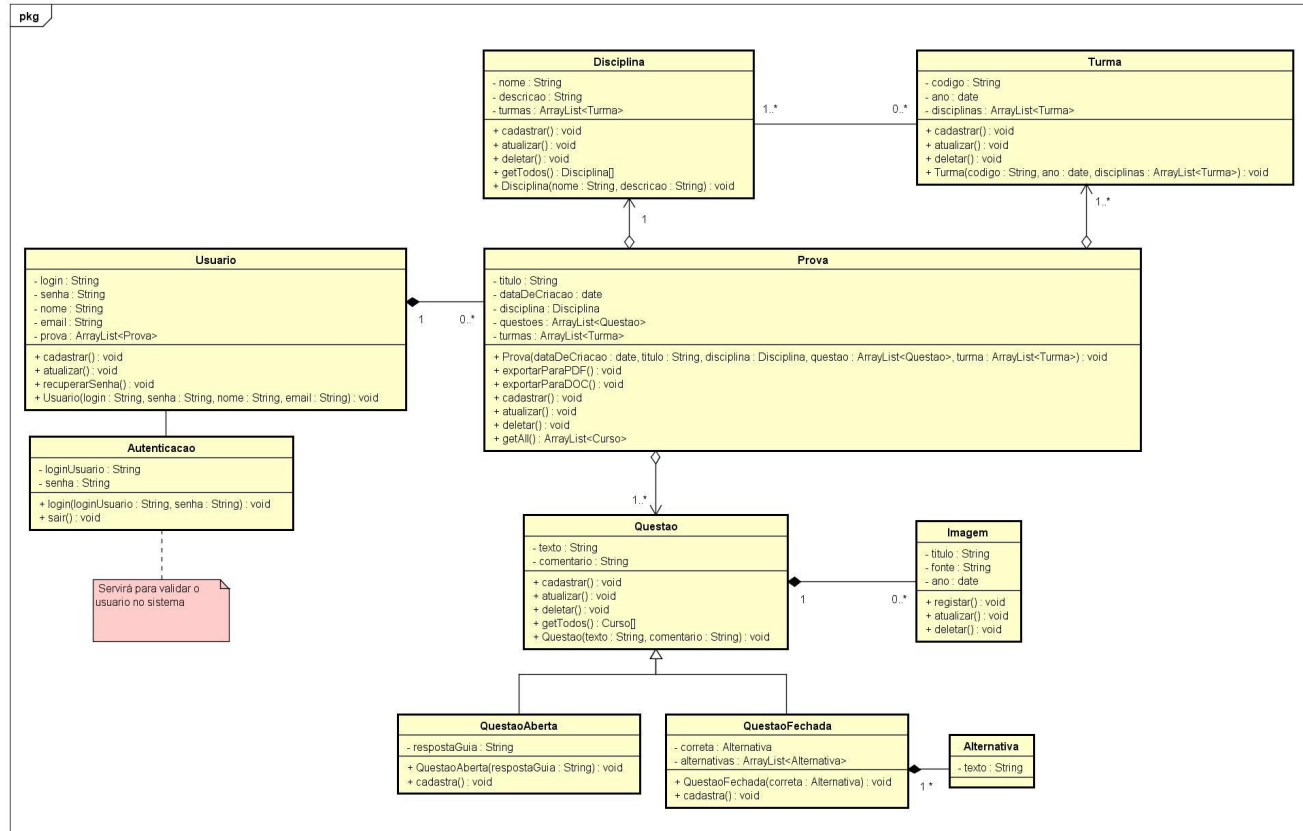 pkg
Disciplina
- nome : String
- descricao : String
- turmas : ArrayList<Turma>
+ cadastrar() : void
+ atualizar() : void
+ deletar() : void
+ getTodos() : Disciplina[]
+ Disciplina(nome : String, descricao : String) : void
1..*
0..*
Turma
- codigo : String
- ano : date
- disciplinas : ArrayList<Turma>
+ cadastrar() : void
+ atualizar() : void
+ deletar() : void
+ Turma(codigo : String, ano : date, disciplinas : ArrayList<Turma>) : void
1
1..*
Usuario
- login : String
- senha : String
- nome : String
- email : String
- prova : ArrayList<Prova>
+ cadastrar() : void
+ atualizar() : void
+ recuperarSenha() : void
+ Usuario(login : String, senha : String, nome : String, email : String) : void
1
0..*
Prova
- titulo : String
- dataDeCriacao : date
- disciplina : Disciplina
- questoes : ArrayList<Questao>
- turmas : ArrayList<Turma>
+ Prova(dataDeCriacao : date, titulo : String, disciplina : Disciplina, questao : ArrayList<Questao>, turma : ArrayList<Turma>) : void
+ exportarParaPDF() : void
+ exportarParaDOC() : void
+ cadastrar() : void
+ atualizar() : void
+ deletar() : void
+ getAll() : ArrayList<Curso>
Autenticacao
- loginUsuario : String
- senha : String
+ login(loginUsuario : String, senha : String) : void
+ sair() : void
Servirá para validar o
usuario no sistema
1..*
Questao
- texto : String
- comentario : String
+ cadastrar() : void
+ atualizar() : void
+ deletar() : void
+ getTodos() : Curso[]
+ Questao(texto : String, comentario : String) : void
1
0..*
Imagem
- titulo : String
- fonte : String
- ano : date
+ registar() : void
+ atualizar() : void
+ deletar() : void
QuestaoAberta
- respostaGuia : String
+ QuestaoAberta(respostaGuia : String) : void
+ cadastra() : void
QuestaoFechada
- correta : Alternativa
- alternativas : ArrayList<Alternativa>
+ QuestaoFechada(correta : Alternativa) : void
+ cadastra() : void
1 *
Alternativa
- texto : String